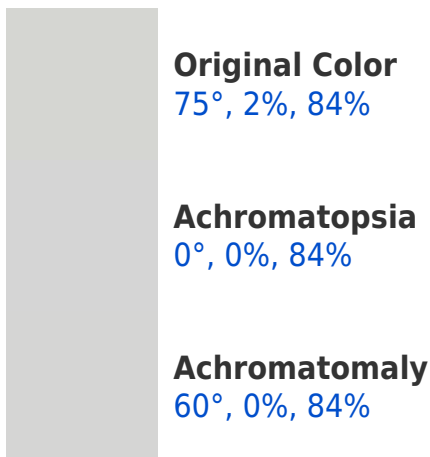 Original Color
75°, 2%, 84%
Achromatopsia
0°, 0%, 84%
Achromatomaly
60°, 0%, 84%